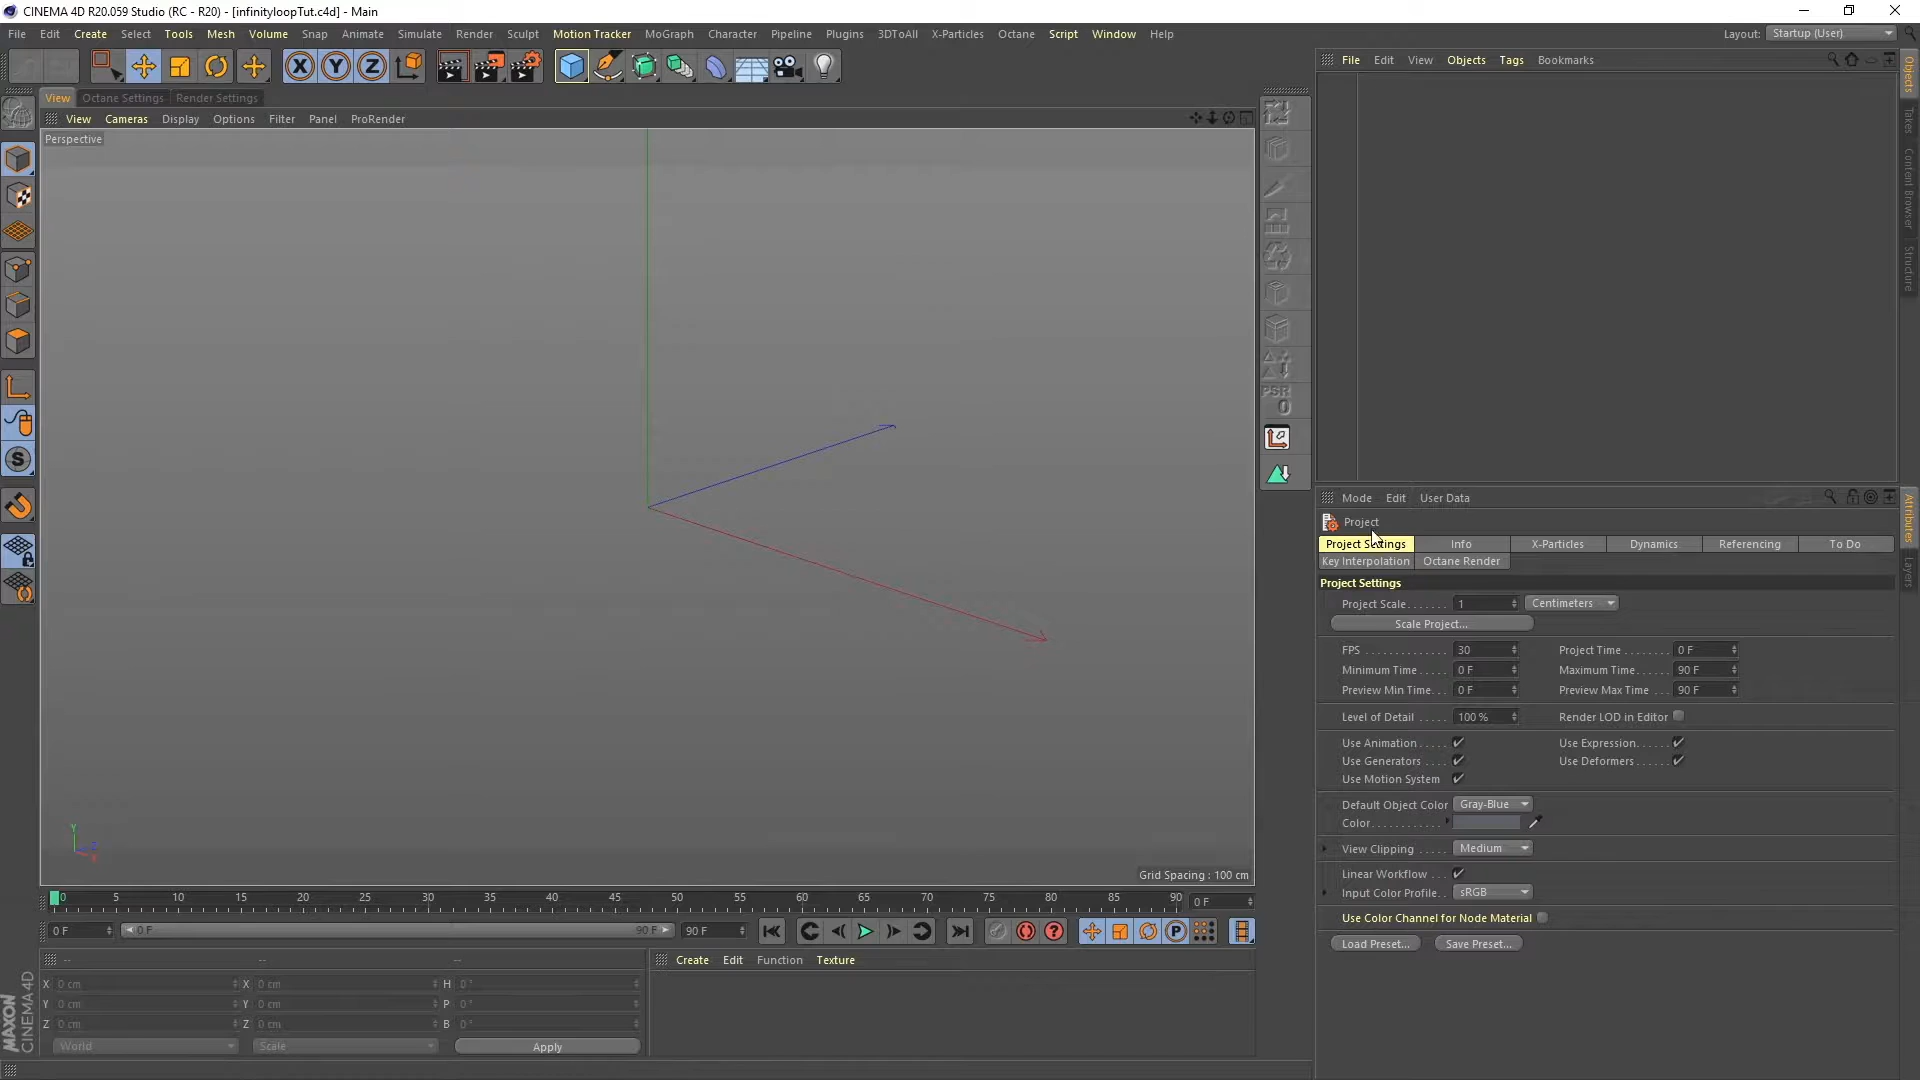 CINEMA 4D R20.059 Studio (RC - R20) - [infinityloopTut.c4d] - Main
File Edit Create Select Tools Mesh Volume Snap Animate Simulate Render Sculpt Motion Tracker MoGraph Character Pipeline Plugins 3DToAll X-Particles Octane Script Window Help Layout: Startup (User)
X Y Z
File Edit View Objects Tags Bookmarks
View Octane Settings Render Settings
View Cameras Display Options Filter Panel ProRender
Perspective
Objects
Takes
Content Browser
Structure
S
PSR
0
Y
Z
X
Grid Spacing : 100 cm
Mode Edit User Data
Project
Project Settings Info X-Particles Dynamics Referencing To Do
Key Interpolation Octane Render
Attributes
Layers
Project Settings
Project Scale....... 1 Centimeters
Scale Project...
FPS .............. 30 Project Time ........ 0 F
Minimum Time..... 0 F Maximum Time..... 90 F
Preview Min Time... 0 F Preview Max Time ... 90 F
Level of Detail ..... 100 % Render LOD in Editor
Use Animation..... Use Expression......
Use Generators .... Use Deformers......
Use Motion System
Default Object Color Gray-Blue
Color.............
View Clipping ..... Medium
Linear Workflow ...
Input Color Profile.. sRGB
Use Color Channel for Node Material
Load Preset... Save Preset...
0 5 10 15 20 25 30 35 40 45 50 55 60 65 70 75 80 85 90 0 F
0 F 0 F 90 F 90 F P
-- -- --
Create Edit Function Texture
X 0 cm X 0 cm H 0 °
Y 0 cm Y 0 cm P 0 °
Z 0 cm Z 0 cm B 0 °
World Scale Apply
MAXON
CINEMA 4D